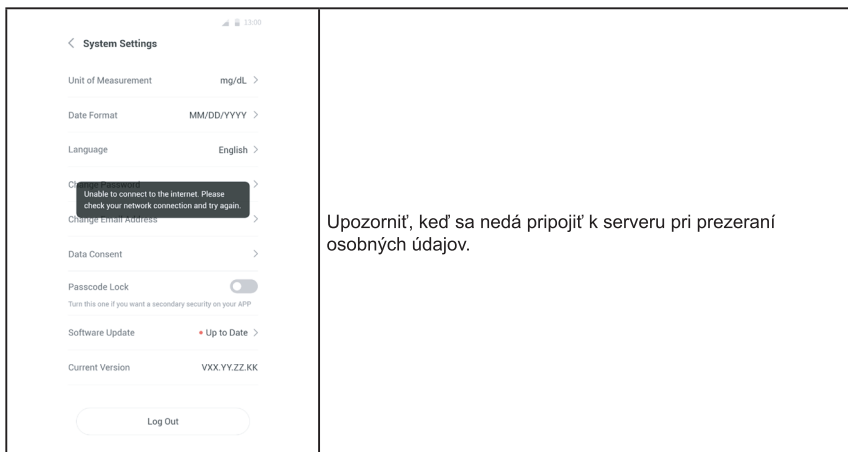 13:00
System Settings
Unit of Measurement mg/dL
Date Format MM/DD/YYYY
Language English
Change Password
Unable to connect to the internet. Please
check your network connection and try again.
Change Email Address
Data Consent
Passcode Lock
Turn this one if you want a secondary security on your APP
Software Update • Up to Date
Current Version VXX.YY.ZZ.KK
Log Out
Upozorniť, keď sa nedá pripojiť k serveru pri prezeraní
osobných údajov.